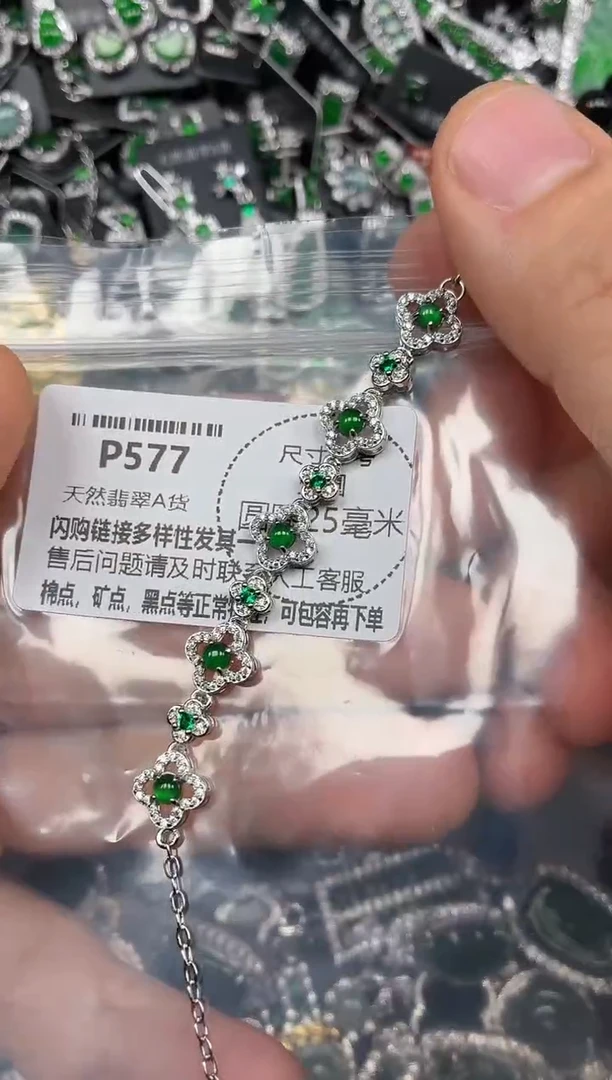 P577
尺寸
天然翡翠A货
25毫米
闪购链接多样性发其一
售后问题请及时联 人工客服
棉点，矿点，黑点等正常 可包容再下单